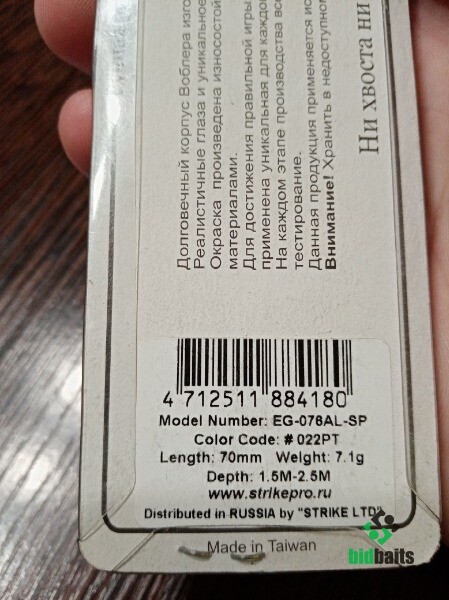 Долговечный корпус Воблера изго
Реалистичные глаза и уникальное
Окраска произведена износостой
материалами.
Для достижения правильной игры
применена уникальная для каждо
На каждом этапе производства все
тестирование.
Данная продукция применяется ис
Внимание! Хранить в недоступном
Ни хвоста ни
4 712511 884180
Model Number: EG-076AL-SP
Color Code: # 022PT
Length: 70mm Weight: 7.1g
Depth: 1.5M-2.5M
www.strikepro.ru
Distributed in RUSSIA by "STRIKE LTD"
Made in Taiwan
bidbaits